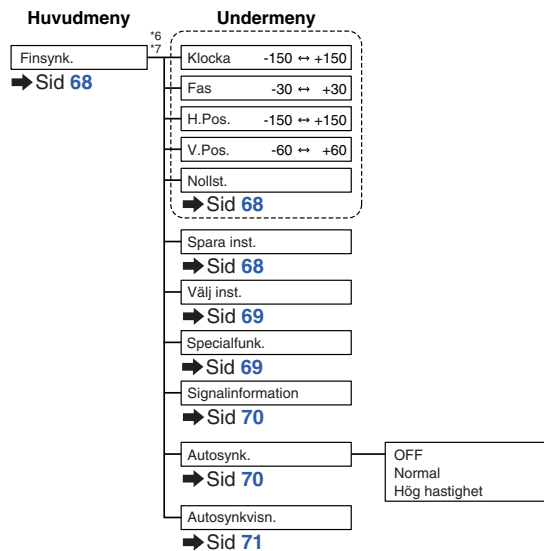 Huvudmeny Undermeny
*6
*7
Finsynk.
➡ Sid 68
Klocka -150 ↔ +150
Fas -30 ↔ +30
H.Pos. -150 ↔ +150
V.Pos. -60 ↔ +60
Nollst.
➡ Sid 68
Spara inst.
➡ Sid 68
Välj inst.
➡ Sid 69
Specialfunk.
➡ Sid 69
Signalinformation
➡ Sid 70
Autosynk.
➡ Sid 70
OFF
Normal
Hög hastighet
Autosynkvisn.
➡ Sid 71